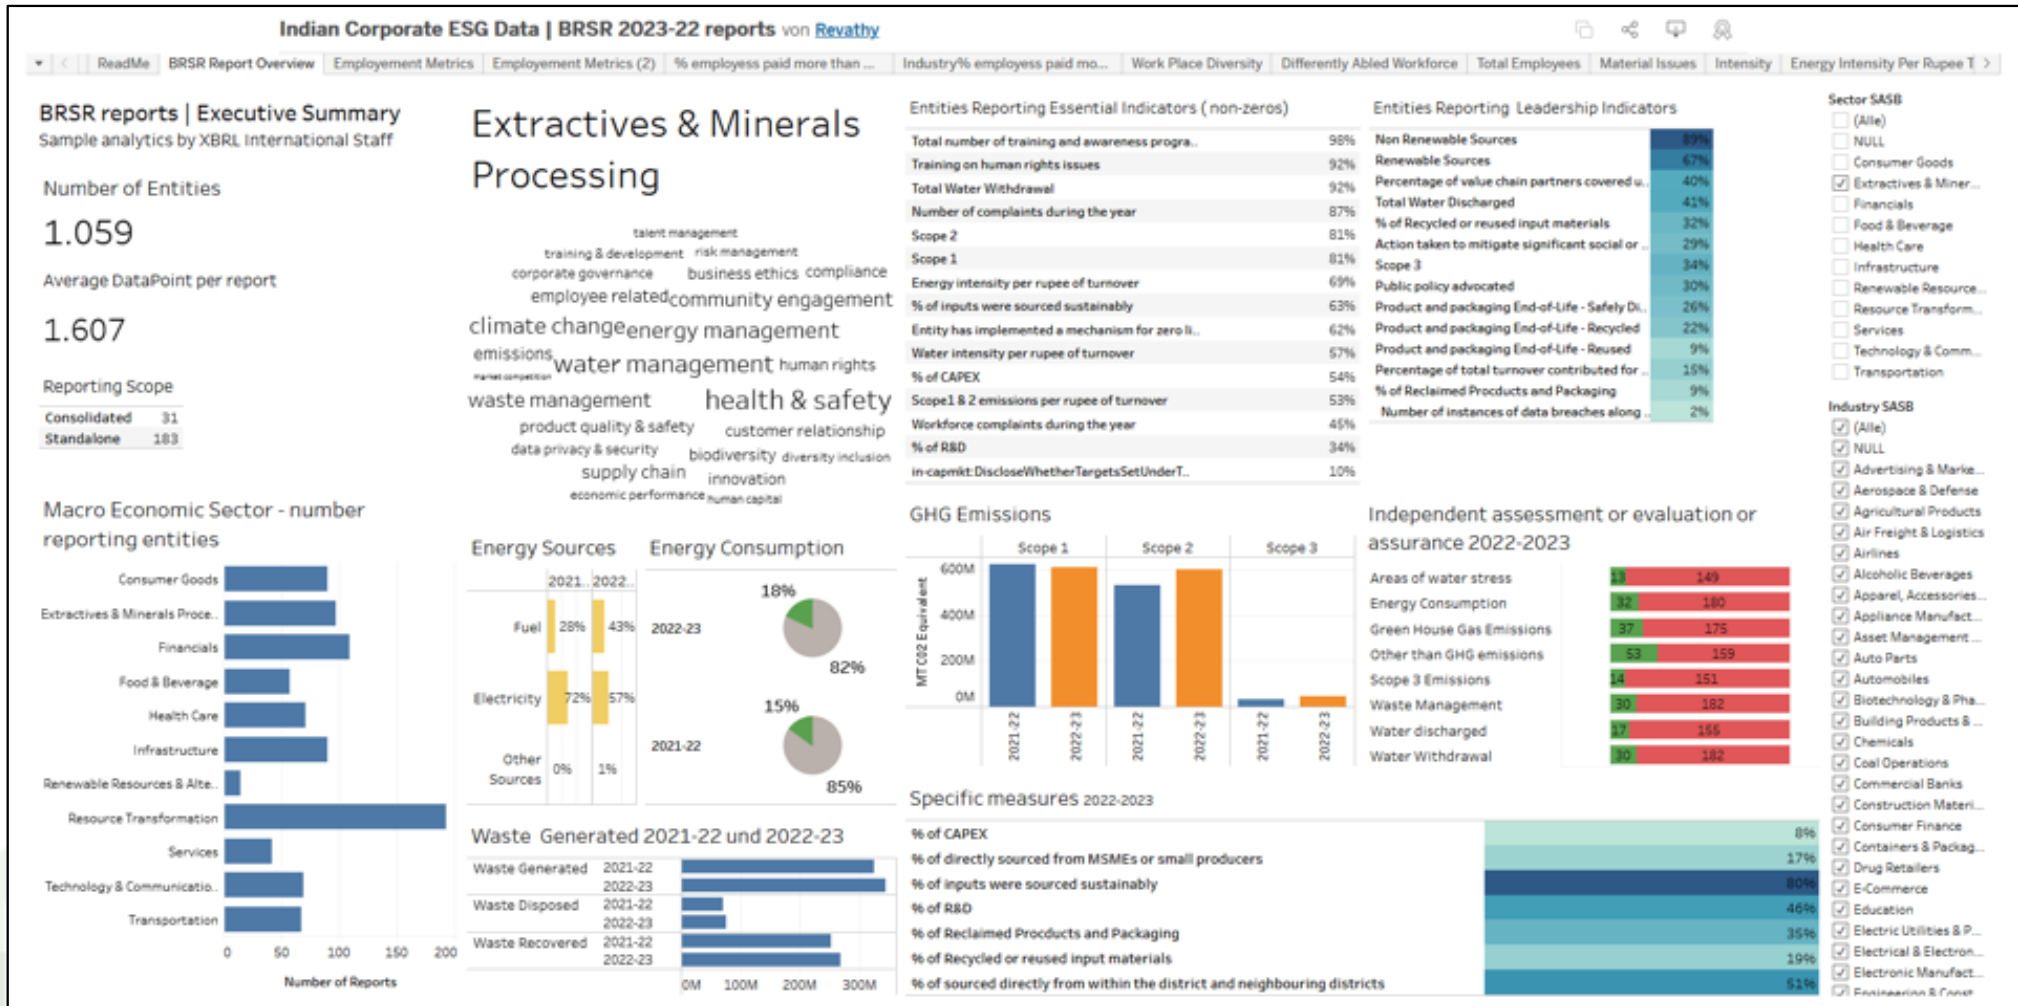 Indian Corporate ESG Data | BRSR 2023-22 reports von Revathy
ReadMe
BRSR Report Overview
Employement Metrics
Employement Metrics (2)
% employess paid more than ...
Industry% employess paid mo...
Work Place Diversity
Differently Abled Workforce
Total Employees
Material Issues
Intensity
Energy Intensity Per Rupee T
BRSR reports | Executive Summary
Sample analytics by XBRL International Staff
Number of Entities
1.059
Average DataPoint per report
1.607
Reporting Scope
Consolidated 31
Standalone 183
Extractives & Minerals
Processing
talent management
training & development risk management
corporate governance business ethics compliance
employee related community engagement
climate change energy management
emissions water management human rights
market competition
waste management health & safety
product quality & safety customer relationship
data privacy & security biodiversity diversity inclusion
supply chain innovation
economic performance human capital
Entities Reporting Essential Indicators ( non-zeros)
Total number of training and awareness progra.. 98%
Training on human rights issues 92%
Total Water Withdrawal 92%
Number of complaints during the year 87%
Scope 2 81%
Scope 1 81%
Energy intensity per rupee of turnover 69%
% of inputs were sourced sustainably 63%
Entity has implemented a mechanism for zero li.. 62%
Water intensity per rupee of turnover 57%
% of CAPEX 54%
Scope1 & 2 emissions per rupee of turnover 53%
Workforce complaints during the year 45%
% of R&D 34%
in-capmkt:DiscloseWhetherTargetsSetUnderT.. 10%
Entities Reporting Leadership Indicators
Non Renewable Sources 89%
Renewable Sources 67%
Percentage of value chain partners covered u.. 40%
Total Water Discharged 41%
% of Recycled or reused input materials 32%
Action taken to mitigate significant social or .. 29%
Scope 3 34%
Public policy advocated 30%
Product and packaging End-of-Life - Safely Di.. 26%
Product and packaging End-of-Life - Recycled 22%
Product and packaging End-of-Life - Reused 9%
Percentage of total turnover contributed for .. 15%
% of Reclaimed Procducts and Packaging 9%
Number of instances of data breaches along .. 2%
Macro Economic Sector - number
reporting entities
Consumer Goods
Extractives & Minerals Proce..
Financials
Food & Beverage
Health Care
Infrastructure
Renewable Resources & Alte..
Resource Transformation
Services
Technology & Communicatio..
Transportation
0 50 100 150 200
Number of Reports
Energy Sources
2021.. 2022..
Fuel 28% 43%
Electricity 72% 57%
Other
Sources 0% 1%
Energy Consumption
18%
2022-23
82%
15%
2021-22
85%
Waste Generated 2021-22 und 2022-23
Waste Generated 2021-22
2022-23
Waste Disposed 2021-22
2022-23
Waste Recovered 2021-22
2022-23
0M 100M 200M 300M
GHG Emissions
Scope 1 Scope 2 Scope 3
MT C02 Equivalent
600M
400M
200M
0M
2021-22 2022-23 2021-22 2022-23 2021-22 2022-23
Independent assessment or evaluation or
assurance 2022-2023
Areas of water stress 13 149
Energy Consumption 32 180
Green House Gas Emissions 37 175
Other than GHG emissions 53 159
Scope 3 Emissions 14 151
Waste Management 30 182
Water discharged 17 155
Water Withdrawal 30 182
Specific measures 2022-2023
% of CAPEX 8%
% of directly sourced from MSMEs or small producers 17%
% of inputs were sourced sustainably 80%
% of R&D 46%
% of Reclaimed Procducts and Packaging 35%
% of Recycled or reused input materials 19%
% of sourced directly from within the district and neighbouring districts 51%
Sector SASB
(Alle)
NULL
Consumer Goods
Extractives & Miner...
Financials
Food & Beverage
Health Care
Infrastructure
Renewable Resource...
Resource Transform...
Services
Technology & Comm...
Transportation
Industry SASB
(Alle)
NULL
Advertising & Marke...
Aerospace & Defense
Agricultural Products
Air Freight & Logistics
Airlines
Alcoholic Beverages
Apparel, Accessories...
Appliance Manufact...
Asset Management ...
Auto Parts
Automobiles
Biotechnology & Pha...
Building Products & ...
Chemicals
Coal Operations
Commercial Banks
Construction Materi...
Consumer Finance
Containers & Packag...
Drug Retailers
E-Commerce
Education
Electric Utilities & P...
Electrical & Electron...
Electronic Manufact...
Engineering & Const...